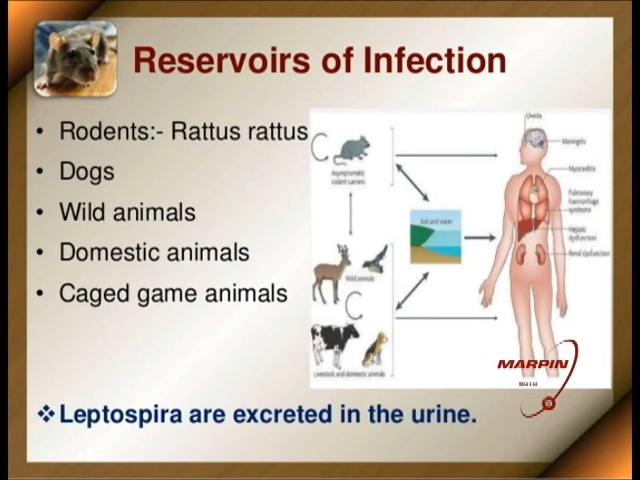 Reservoirs of Infection
• Rodents:- Rattus rattus
• Dogs
• Wild animals
• Domestic animals
• Caged game animals
❖Leptospira are excreted in the urine.
Asymptomatic
rodent carriers
Wild animals
Livestock and domestic animals
Soil and water
Uveitis
Meningitis
Myocarditis
Pulmonary
haemorrhage
syndrome
Hepatic
dysfunction
Renal dysfunction
MARPIN